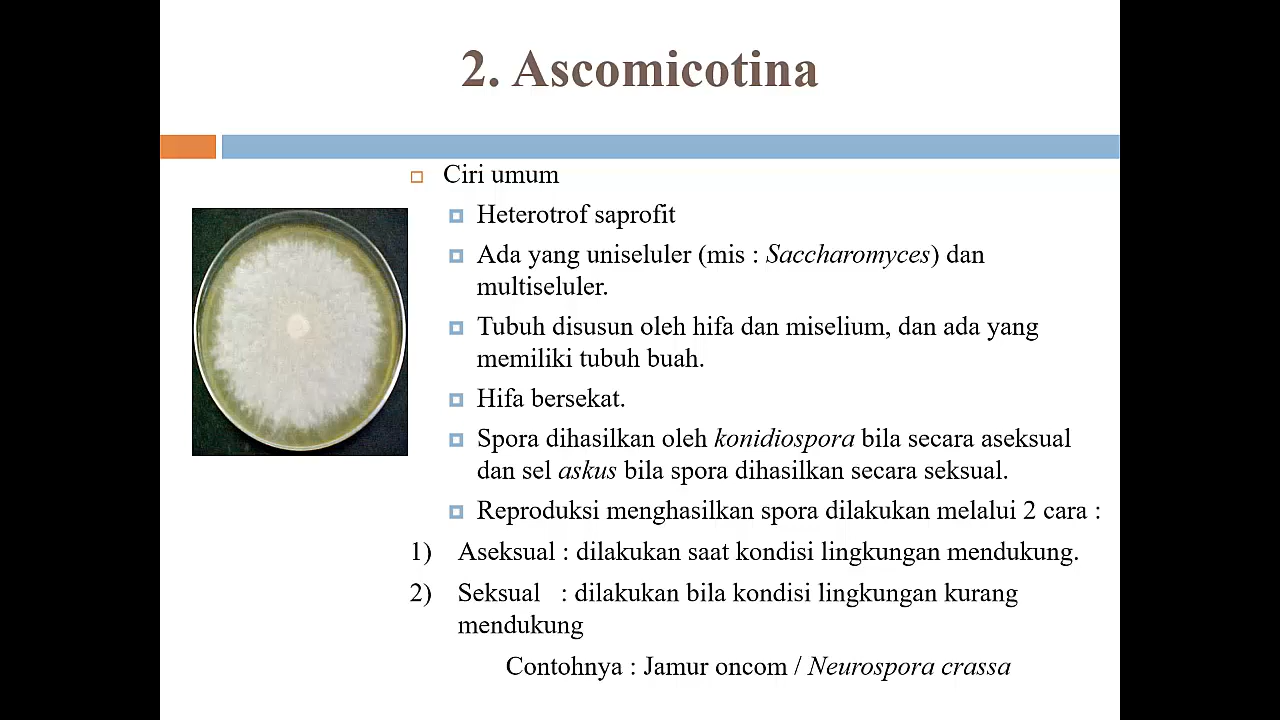 2. Ascomicotina
Ciri umum
Heterotrof saprofit
Ada yang uniseluler (mis : Saccharomyces) dan
multiseluler.
Tubuh disusun oleh hifa dan miselium, dan ada yang
memiliki tubuh buah.
Hifa bersekat.
Spora dihasilkan oleh konidiospora bila secara aseksual
dan sel askus bila spora dihasilkan secara seksual.
Reproduksi menghasilkan spora dilakukan melalui 2 cara :
1) Aseksual : dilakukan saat kondisi lingkungan mendukung.
2) Seksual : dilakukan bila kondisi lingkungan kurang
mendukung
Contohnya : Jamur oncom / Neurospora crassa